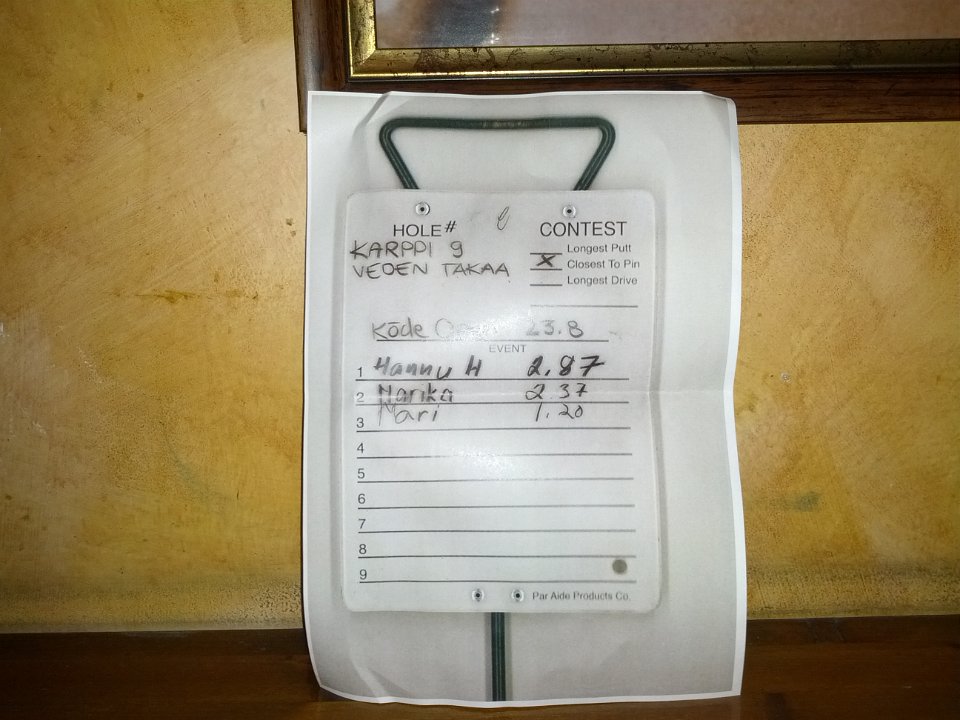 HOLE#
CONTEST
KARPPI 9
VEDEN TAKAA
Longest Putt
X Closest To Pin
Longest Drive
Köde 23.8
EVENT
1 Hannu H 2.87
2 Marika 2.37
3 Mari 1.20
4
5
6
7
8
9
Par Aide Products Co.